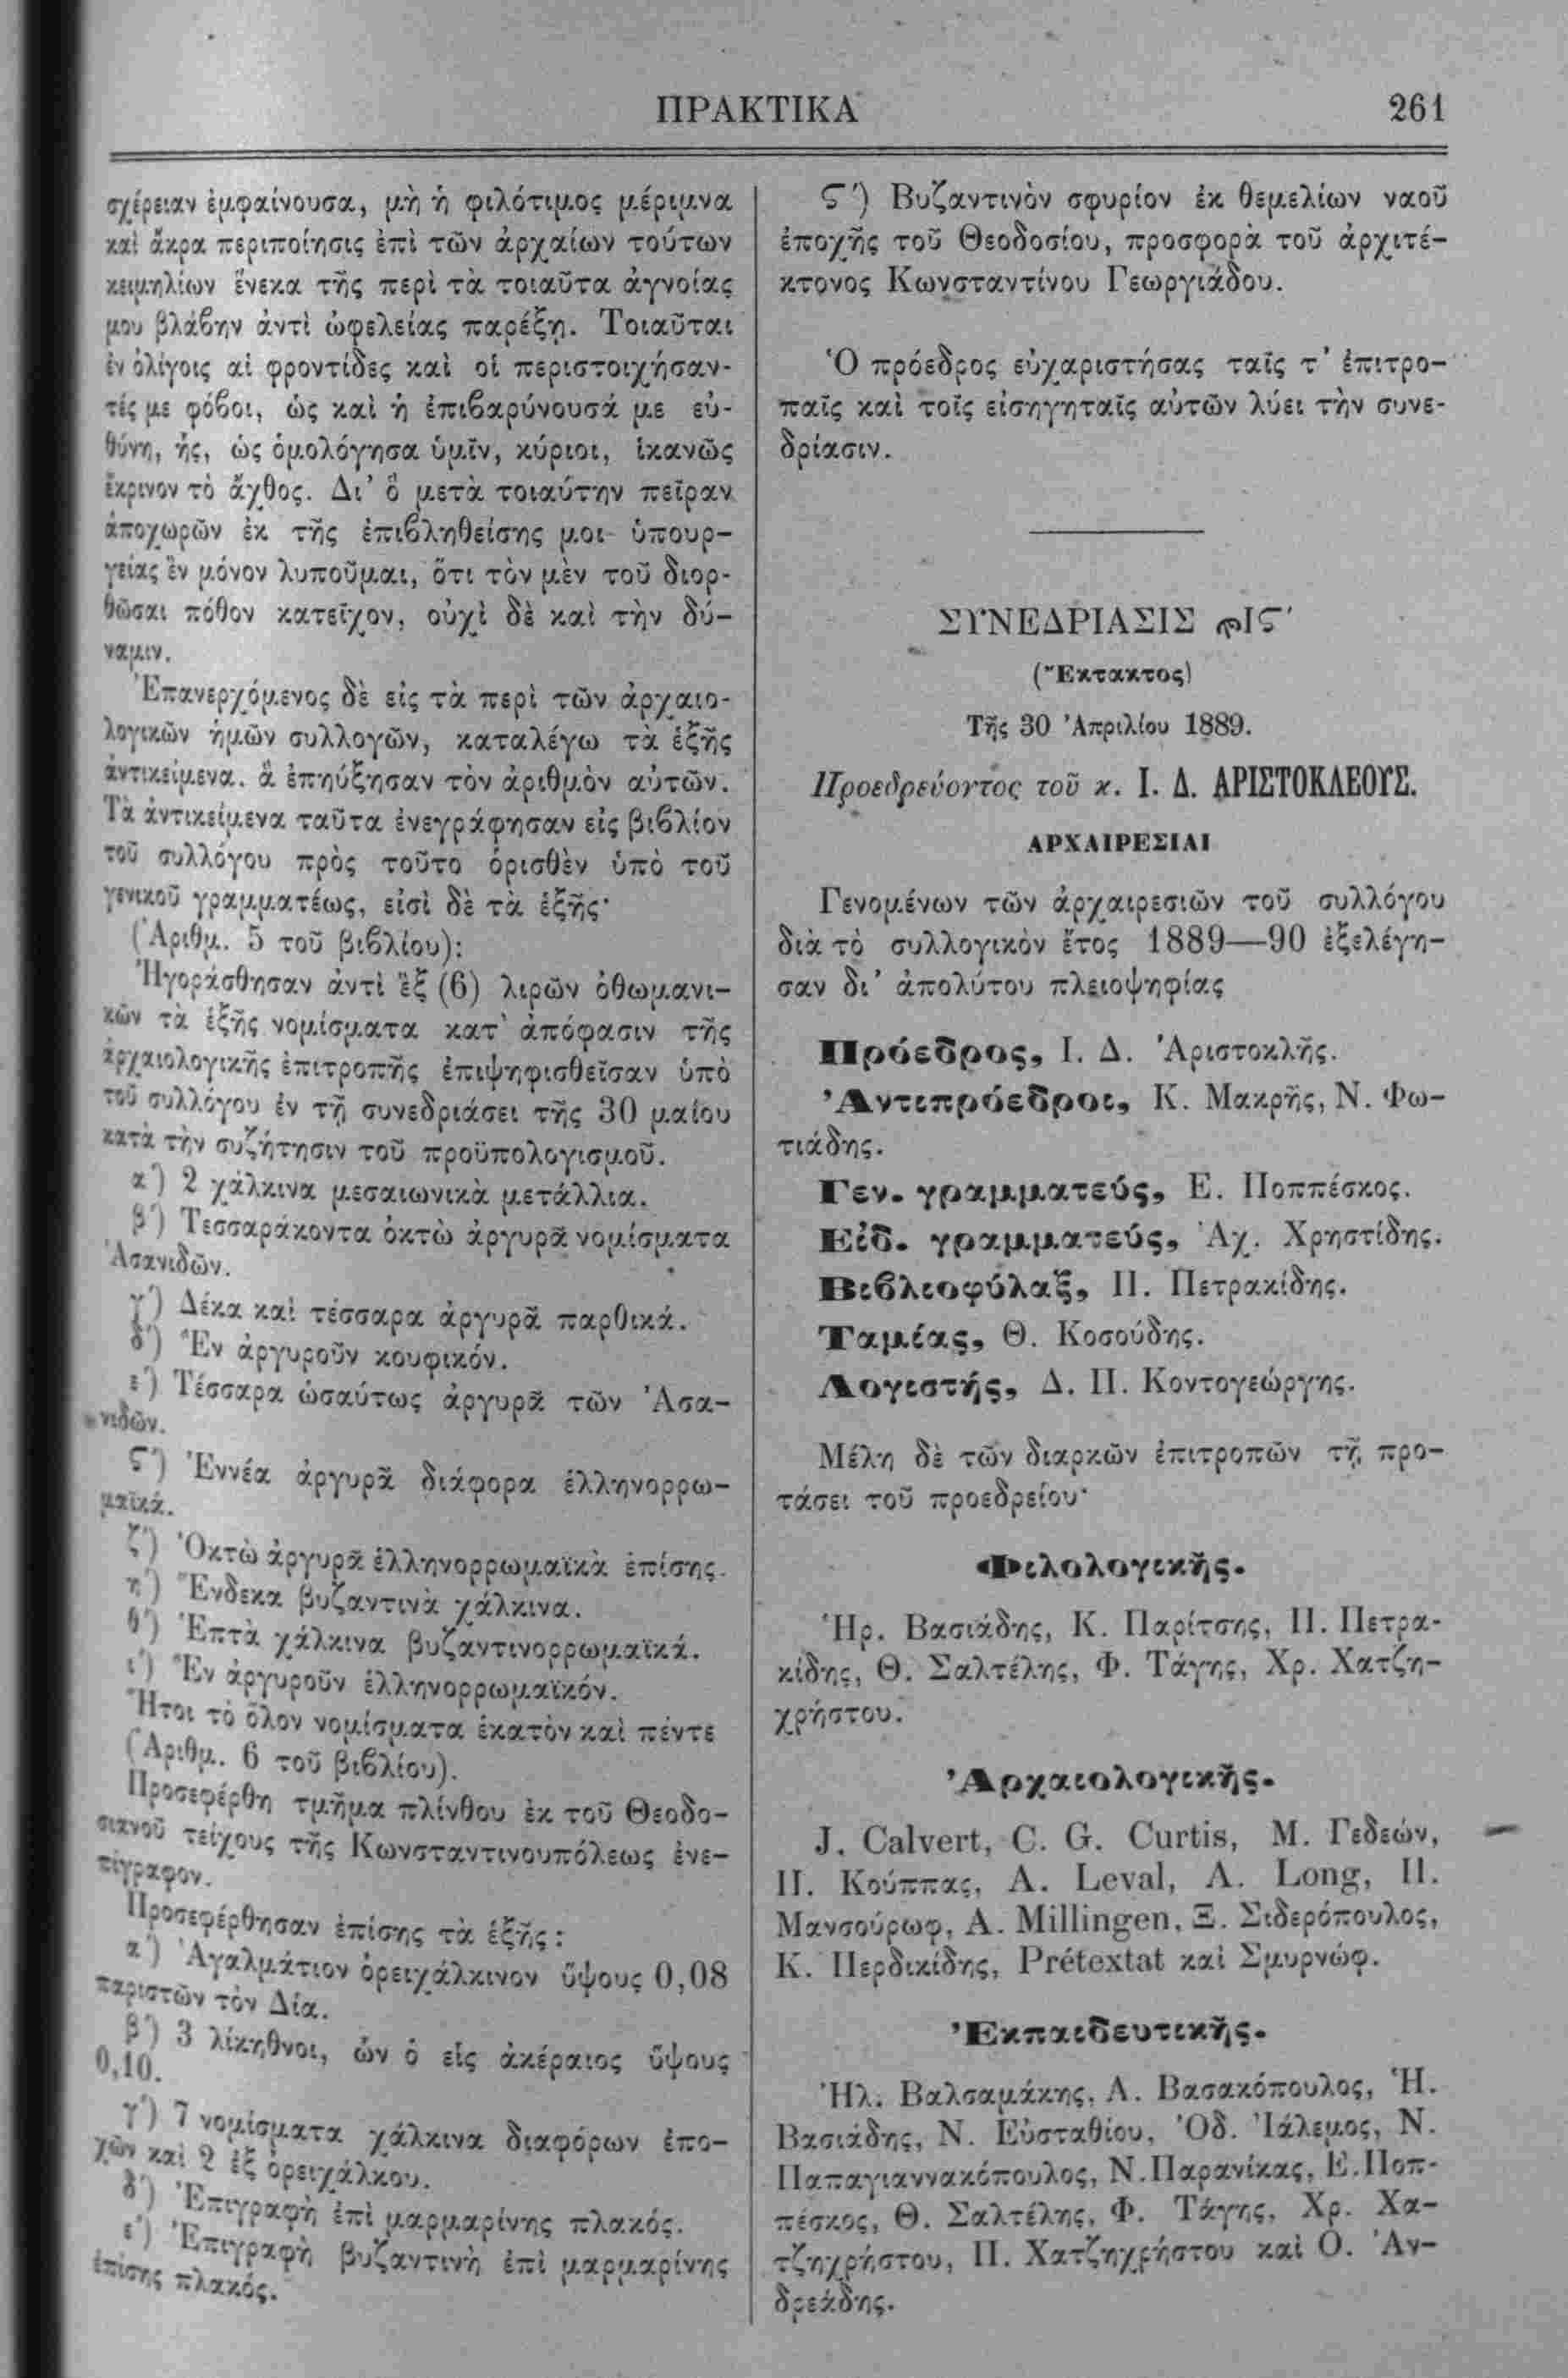 ΠΡΑΚΤΙΚΑ
261
σχέρειαν ἐμφαίνουσα, μὴ ἡ φιλότιμος μέριμνα
καὶ ἄκρα περιποίησις ἐπὶ τῶν ἀρχαίων τούτων
κειμηλίων ἕνεκα τῆς περὶ τὰ τοιαῦτα ἀγνοίας
μου βλάβην ἀντὶ ὠφελείας παρέξῃ. Τοιαῦται
ἐν ὀλίγοις αἱ φροντίδες καὶ οἱ περιστοιχήσαν-
τές με φόβοι, ὡς καὶ ἡ ἐπιβαρύνουσά με εὐ-
θύνη, ἧς, ὡς ὁμολόγησα ὑμῖν, κύριοι, ἱκανῶς
ἔκρινον τὸ ἄχθος. Δι’ ὃ μετὰ τοιαύτην πεῖραν
ἀποχωρῶν ἐκ τῆς ἐπιβληθείσης μοι ὑπουρ-
γείας ἓν μόνον λυποῦμαι, ὅτι τὸν μὲν τοῦ διορ-
θῶσαι πόθον κατεῖχον, οὐχὶ δὲ καὶ τὴν δύ-
ναμιν.
Ἐπανερχόμενος δὲ εἰς τὰ περὶ τῶν ἀρχαιο-
λογικῶν ἡμῶν συλλογῶν, καταλέγω τὰ ἑξῆς
ἀντικείμενα, ἃ ἐπηύξησαν τὸν ἀριθμὸν αὐτῶν.
Τὰ ἀντικείμενα ταῦτα ἐνεγράφησαν εἰς βιβλίον
τοῦ συλλόγου πρὸς τοῦτο ὁρισθὲν ὑπὸ τοῦ
γενικοῦ γραμματέως, εἰσὶ δὲ τὰ ἑξῆς·
(Ἀριθμ. 5 τοῦ βιβλίου):
Ἠγοράσθησαν ἀντὶ ἓξ (6) λιρῶν ὀθωμανι-
κῶν τὰ ἑξῆς νομίσματα κατ’ ἀπόφασιν τῆς
ἀρχαιολογικῆς ἐπιτροπῆς ἐπιψηφισθεῖσαν ὑπὸ
τοῦ συλλόγου ἐν τῇ συνεδριάσει τῆς 30 μαΐου
κατὰ τὴν συζήτησιν τοῦ προϋπολογισμοῦ.
α′) 2 χάλκινα μεσαιωνικὰ μετάλλια.
β′) Τεσσαράκοντα ὀκτὼ ἀργυρᾶ νομίσματα
Ἀσανιδῶν.
γ′) Δέκα καὶ τέσσαρα ἀργυρᾶ παρθικά.
δ′) Ἓν ἀργυροῦν κουφικόν.
ε′) Τέσσαρα ὡσαύτως ἀργυρᾶ τῶν Ἀσα-
νιδῶν.
Ϛ′) Ἐννέα ἀργυρᾶ διάφορα ἑλληνορρω-
μαϊκά.
ζ′) Ὀκτὼ ἀργυρᾶ ἑλληνορρωμαϊκὰ ἐπίσης.
η′) Ἕνδεκα βυζαντινὰ χάλκινα.
θ′) Ἑπτὰ χάλκινα βυζαντινορρωμαϊκά.
ι′) Ἓν ἀργυροῦν ἑλληνορρωμαϊκόν.
Ἤτοι τὸ ὅλον νομίσματα ἑκατὸν καὶ πέντε
(Ἀριθμ. 6 τοῦ βιβλίου).
Προσεφέρθη τμῆμα πλίνθου ἐκ τοῦ Θεοδο-
σιανοῦ τείχους τῆς Κωνσταντινουπόλεως ἐνε-
πίγραφον.
Προσεφέρθησαν ἐπίσης τὰ ἑξῆς:
α′) Ἀγαλμάτιον ὀρειχάλκινον ὕψους 0,08
παριστῶν τὸν Δία.
β′) 3 λίκηθνοι, ὧν ὁ εἷς ἀκέραιος ὕψους
0,10.
γ′) 7 νομίσματα χάλκινα διαφόρων ἐπο-
χῶν καὶ 2 ἐξ ὀρειχάλκου.
δ′) Ἐπιγραφὴ ἐπὶ μαρμαρίνης πλακός.
ε′) Ἐπιγραφὴ βυζαντινὴ ἐπὶ μαρμαρίνης
ἐπίσης πλακός.
Ϛ′) Βυζαντινὸν σφυρίον ἐκ θεμελίων ναοῦ
ἐποχῆς τοῦ Θεοδοσίου, προσφορὰ τοῦ ἀρχιτέ-
κτονος Κωνσταντίνου Γεωργιάδου.
Ὁ πρόεδρος εὐχαριστήσας ταῖς τ’ ἐπιτρο-
παῖς καὶ τοῖς εἰσηγηταῖς αὐτῶν λύει τὴν συνε-
δρίασιν.
ΣΥΝΕΔΡΙΑΣΙΣ ϙΙϚ′
(Ἔκτακτος)
Τῆς 30 Ἀπριλίου 1889.
Προεδρεύοντος τοῦ κ. Ι. Δ. ΑΡΙΣΤΟΚΛΕΟΥΣ.
ΑΡΧΑΙΡΕΣΙΑΙ
Γενομένων τῶν ἀρχαιρεσιῶν τοῦ συλλόγου
διὰ τὸ συλλογικὸν ἔτος 1889—90 ἐξελέγη-
σαν δι’ ἀπολύτου πλειοψηφίας
Πρόεδρος, Ι. Δ. Ἀριστοκλῆς.
Ἀντιπρόεδροι, Κ. Μακρῆς, Ν. Φω-
τιάδης.
Γεν. γραμματεύς, Ε. Ποππέσκος.
Εἰδ. γραμματεύς, Ἀχ. Χρηστίδης.
Βιβλιοφύλαξ, Π. Πετρακίδης.
Ταμίας, Θ. Κοσούδης.
Λογιστής, Δ. Π. Κοντογεώργης.
Μέλη δὲ τῶν διαρκῶν ἐπιτροπῶν τῇ προ-
τάσει τοῦ προεδρείου·
Φιλολογικῆς.
Ἡρ. Βασιάδης, Κ. Παρίτσης, Π. Πετρα-
κίδης, Θ. Σαλτέλης, Φ. Τάγης, Χρ. Χατζη-
χρήστου.
Ἀρχαιολογικῆς.
J. Calvert, C. G. Curtis, Μ. Γεδεών,
Π. Κούππας, A. Leval, A. Long, Π.
Μανσούρωφ, A. Millingen, Ξ. Σιδερόπουλος,
Κ. Περδικίδης, Prétextat καὶ Σμυρνώφ.
Ἐκπαιδευτικῆς.
Ἠλ. Βαλσαμάκης, Λ. Βασακόπουλος, Ἡ.
Βασιάδης, Ν. Εὐσταθίου, Ὀδ. Ἰάλεμος, Ν.
Παπαγιαννακόπουλος, Ν. Παρανίκας, Ε. Ποπ-
πέσκος, Θ. Σαλτέλης, Φ. Τάγης, Χρ. Χα-
τζηχρήστου, Π. Χατζηχρήστου καὶ Ο. Ἀν-
δρεάδης.